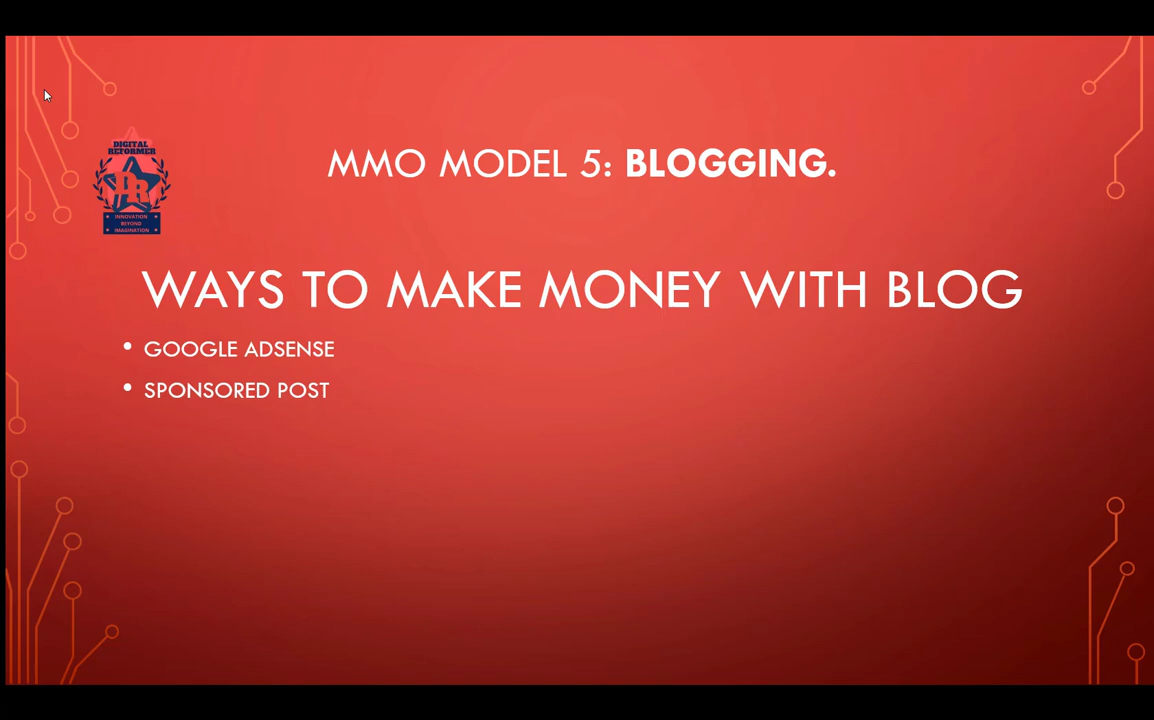 DIGITAL
REFORMER
DR
INNOVATION
BEYOND
IMAGINATION
MMO MODEL 5: BLOGGING.
WAYS TO MAKE MONEY WITH BLOG
• GOOGLE ADSENSE
• SPONSORED POST